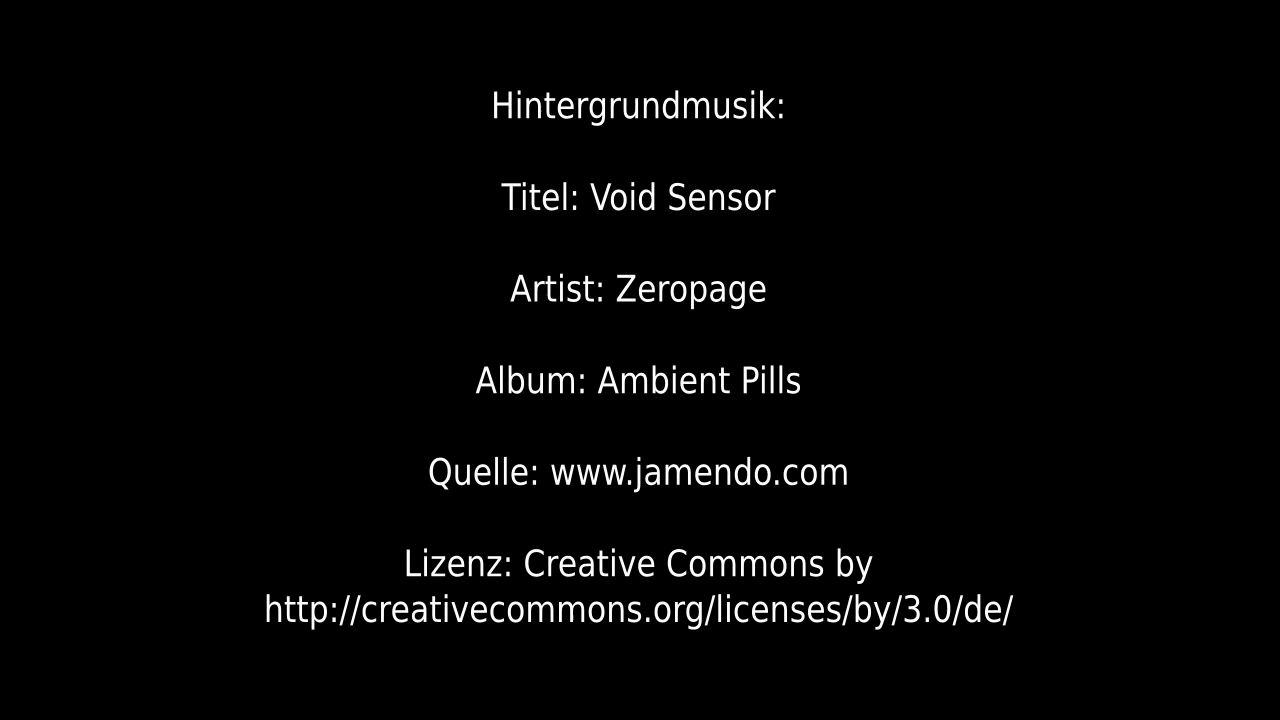 Hintergrundmusik:
Titel: Void Sensor
Artist: Zeropage
Album: Ambient Pills
Quelle: www.jamendo.com
Lizenz: Creative Commons by
http://creativecommons.org/licenses/by/3.0/de/